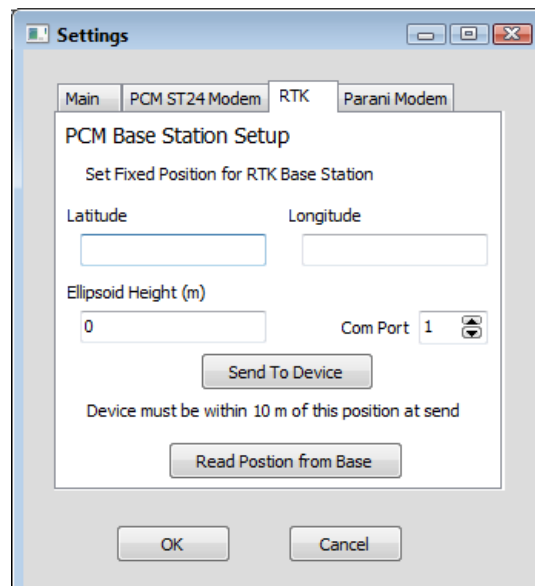 Settings
Main PCM ST24 Modem RTK Parani Modem
PCM Base Station Setup
Set Fixed Position for RTK Base Station
Latitude Longitude
Ellipsoid Height (m)
0 Com Port 1
Send To Device
Device must be within 10 m of this position at send
Read Postion from Base
OK Cancel